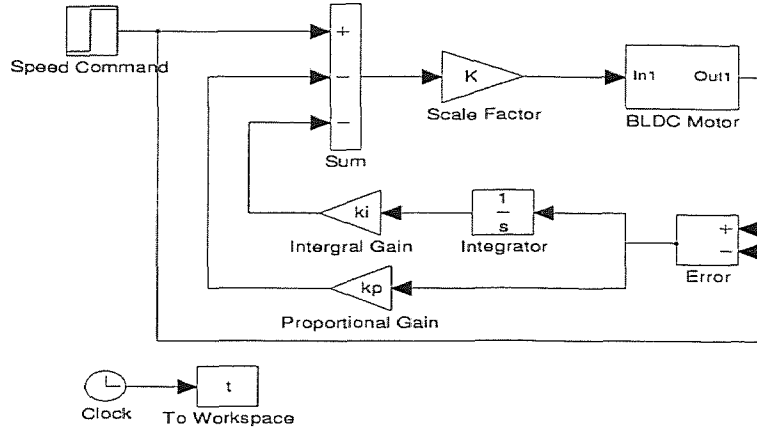 Speed Command
+
−
−
Sum
K
Scale Factor
In1 Out1
BLDC Motor
ki
Intergral Gain
1
s
Integrator
+
−
Error
kp
Proportional Gain
Clock
t
To Workspace